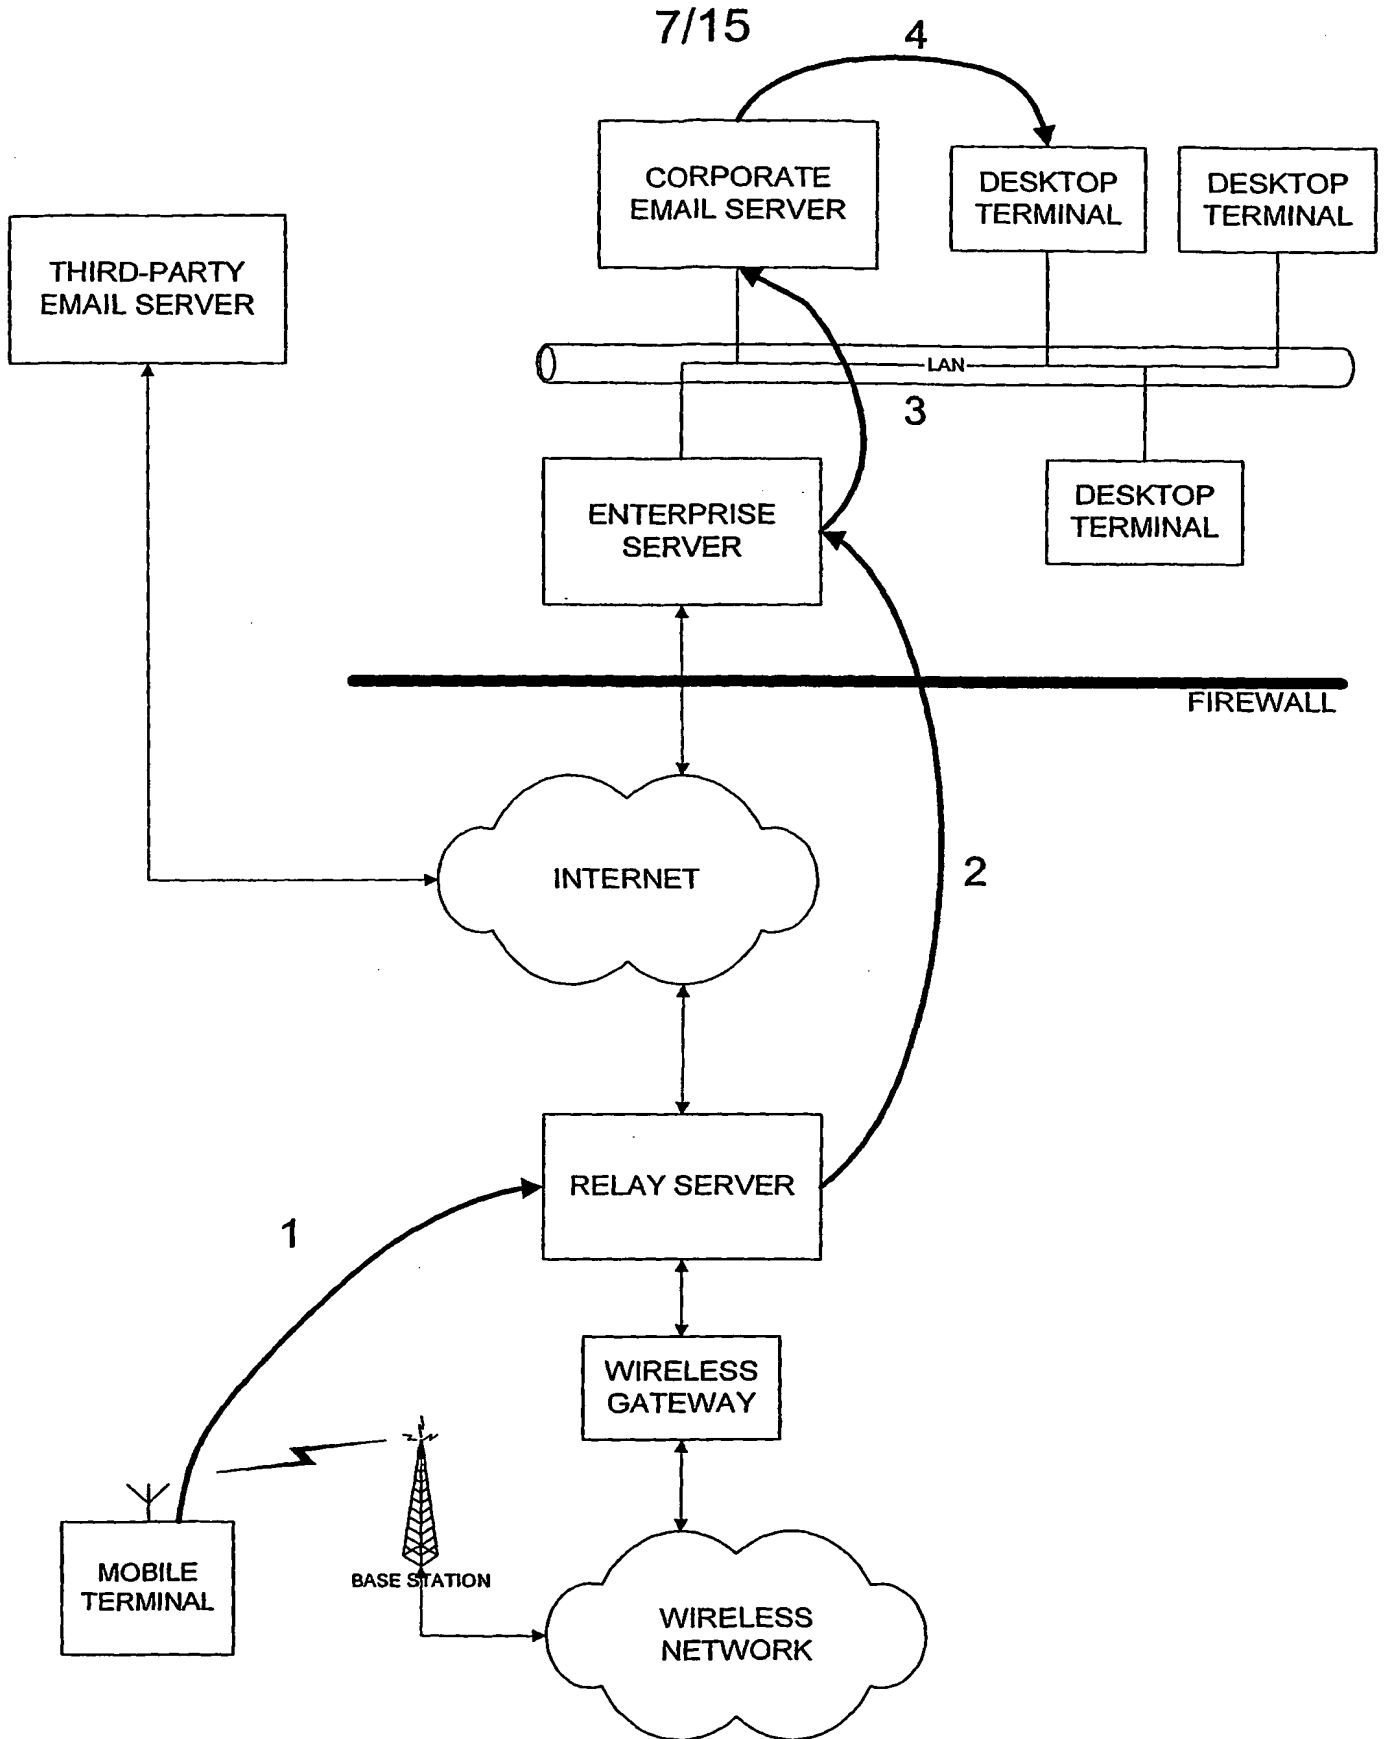 7/15
4
CORPORATE
EMAIL SERVER
DESKTOP
TERMINAL
DESKTOP
TERMINAL
THIRD-PARTY
EMAIL SERVER
LAN
3
ENTERPRISE
SERVER
DESKTOP
TERMINAL
FIREWALL
INTERNET
2
RELAY SERVER
1
WIRELESS
GATEWAY
MOBILE
TERMINAL
BASE STATION
WIRELESS
NETWORK